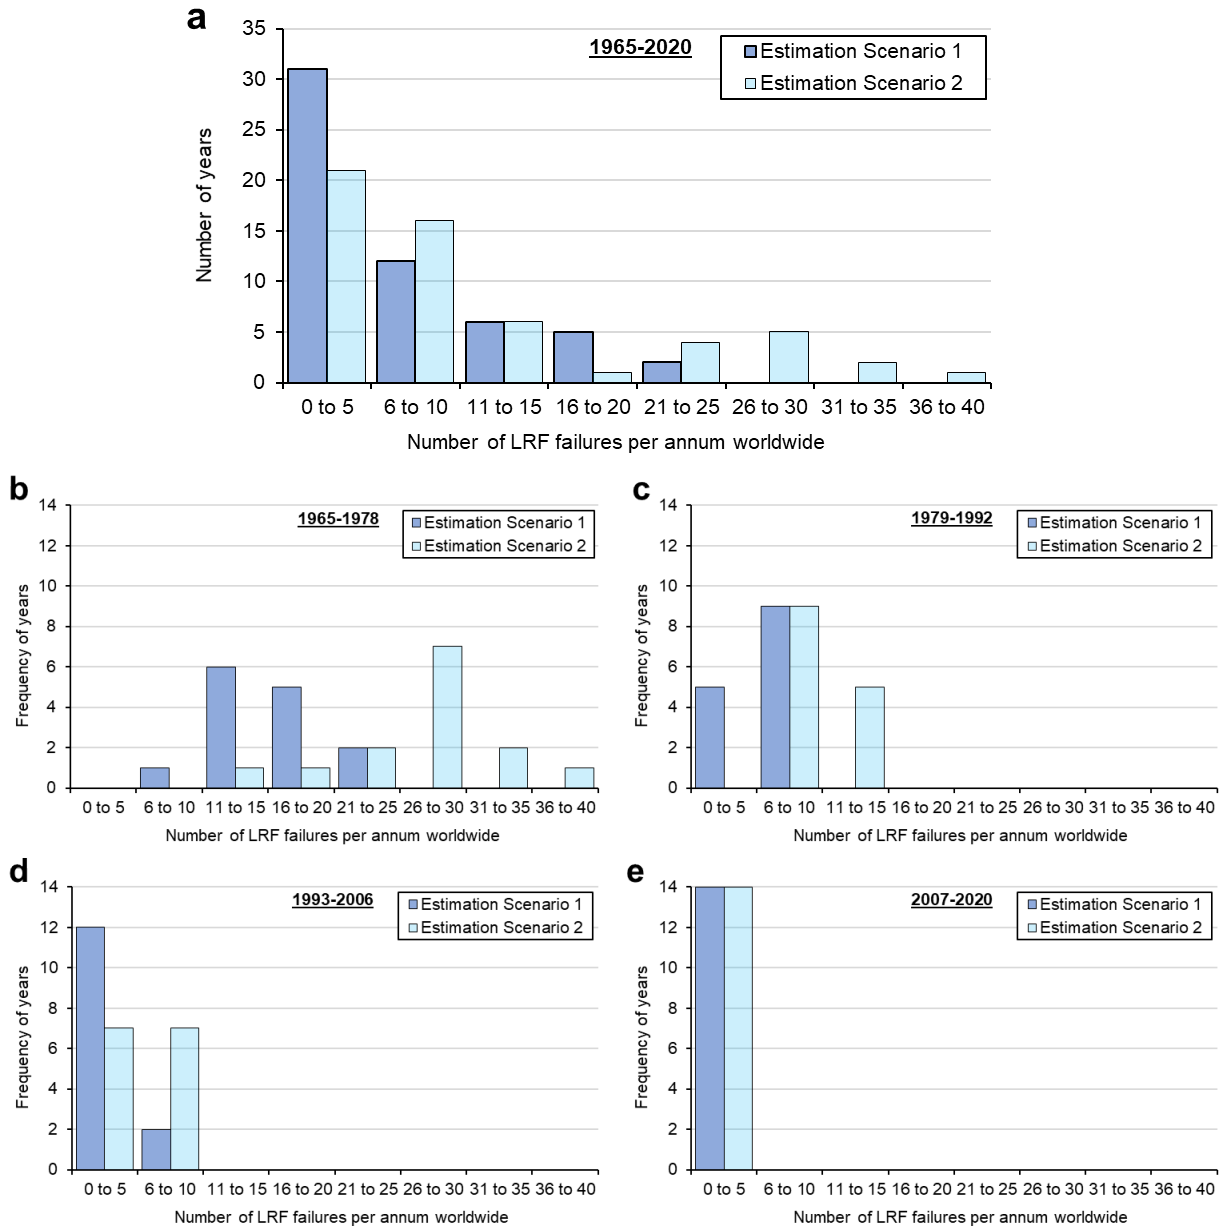 a
1965-2020
Estimation Scenario 1
Estimation Scenario 2
Number of years
35
30
25
20
15
10
5
0
0 to 5 6 to 10 11 to 15 16 to 20 21 to 25 26 to 30 31 to 35 36 to 40
Number of LRF failures per annum worldwide
b
1965-1978
Estimation Scenario 1
Estimation Scenario 2
Frequency of years
14
12
10
8
6
4
2
0
0 to 5 6 to 10 11 to 15 16 to 20 21 to 25 26 to 30 31 to 35 36 to 40
Number of LRF failures per annum worldwide
c
1979-1992
Estimation Scenario 1
Estimation Scenario 2
Frequency of years
14
12
10
8
6
4
2
0
0 to 5 6 to 10 11 to 15 16 to 20 21 to 25 26 to 30 31 to 35 36 to 40
Number of LRF failures per annum worldwide
d
1993-2006
Estimation Scenario 1
Estimation Scenario 2
Frequency of years
14
12
10
8
6
4
2
0
0 to 5 6 to 10 11 to 15 16 to 20 21 to 25 26 to 30 31 to 35 36 to 40
Number of LRF failures per annum worldwide
e
2007-2020
Estimation Scenario 1
Estimation Scenario 2
Frequency of years
14
12
10
8
6
4
2
0
0 to 5 6 to 10 11 to 15 16 to 20 21 to 25 26 to 30 31 to 35 36 to 40
Number of LRF failures per annum worldwide